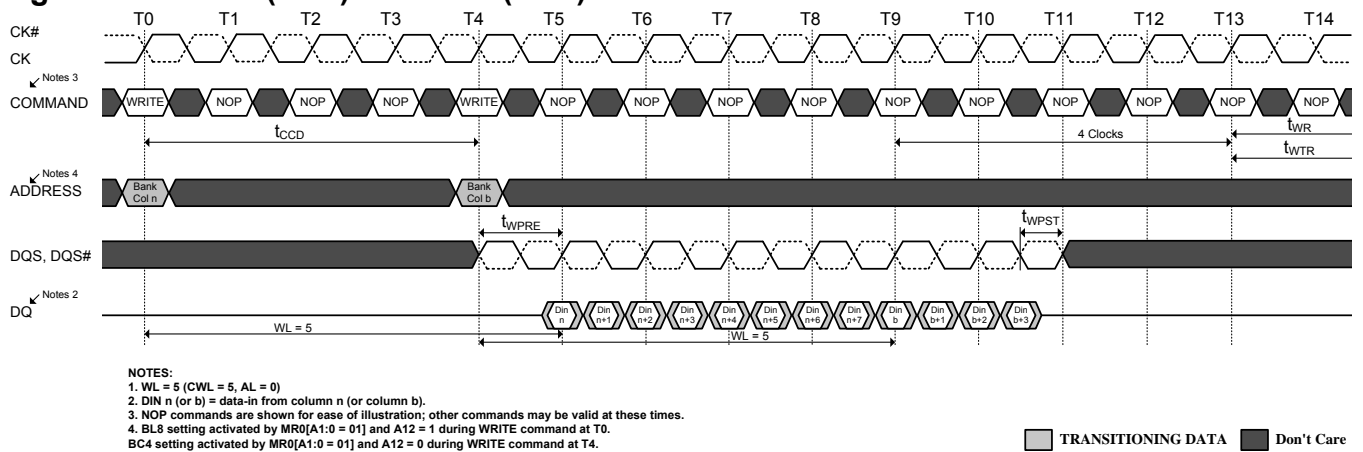 T0 T1 T2 T3 T4 T5 T6 T7 T8 T9 T10 T11 T12 T13 T14
CK#
CK
Notes 3
COMMAND
WRITE NOP NOP NOP WRITE NOP NOP NOP NOP NOP NOP NOP NOP NOP NOP
tCCD
4 Clocks
tWR
tWTR
Notes 4
ADDRESS
Bank
Col n
Bank
Col b
tWPRE
tWPST
DQS, DQS#
Notes 2
DQ
Din
n
Din
n+1
Din
n+2
Din
n+3
Din
n+4
Din
n+5
Din
n+6
Din
n+7
Din
b
Din
b+1
Din
b+2
Din
b+3
WL = 5
WL = 5
NOTES:
1. WL = 5 (CWL = 5, AL = 0)
2. DIN n (or b) = data-in from column n (or column b).
3. NOP commands are shown for ease of illustration; other commands may be valid at these times.
4. BL8 setting activated by MR0[A1:0 = 01] and A12 = 1 during WRITE command at T0.
BC4 setting activated by MR0[A1:0 = 01] and A12 = 0 during WRITE command at T4.
TRANSITIONING DATA
Don't Care